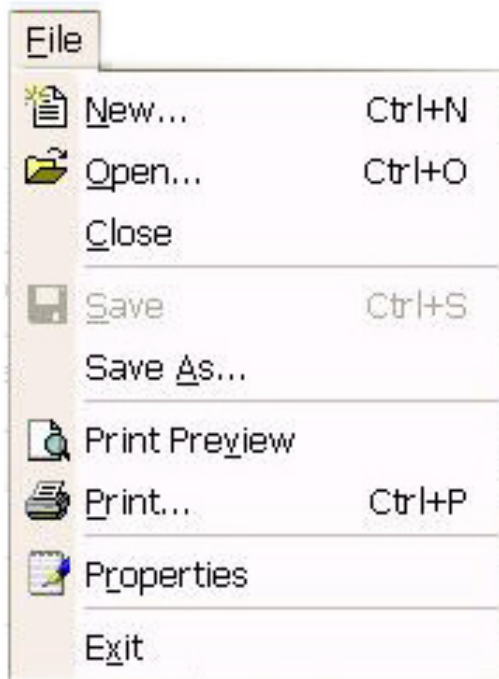 File
New... Ctrl+N
Open... Ctrl+O
Close
Save Ctrl+S
Save As...
Print Preview
Print... Ctrl+P
Properties
Exit